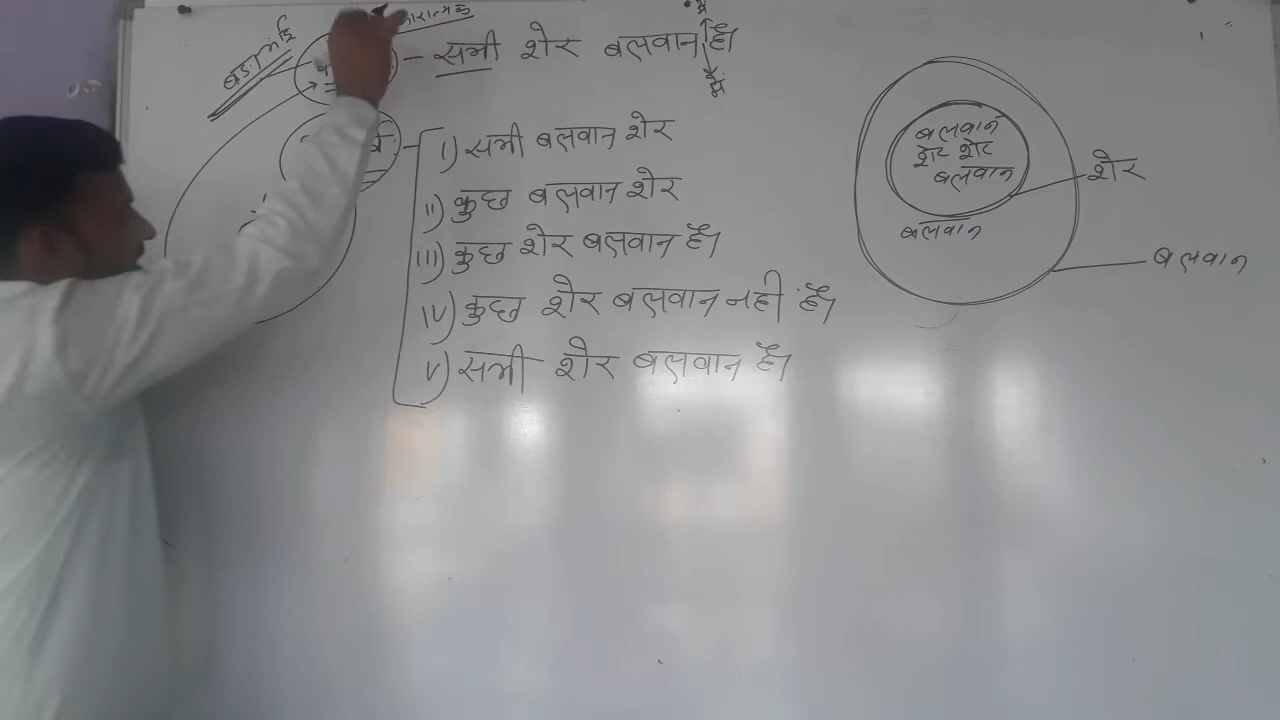 सभी शेर बलवान है।
में
में
I) सभी बलवान शेर
II) कुछ बलवान शेर
III) कुछ शेर बलवान है।
IV) कुछ शेर बलवान नही है।
V) सभी शेर बलवान है।
बलवान
शेर शेर
बलवान
बलवान
शेर
बलवान